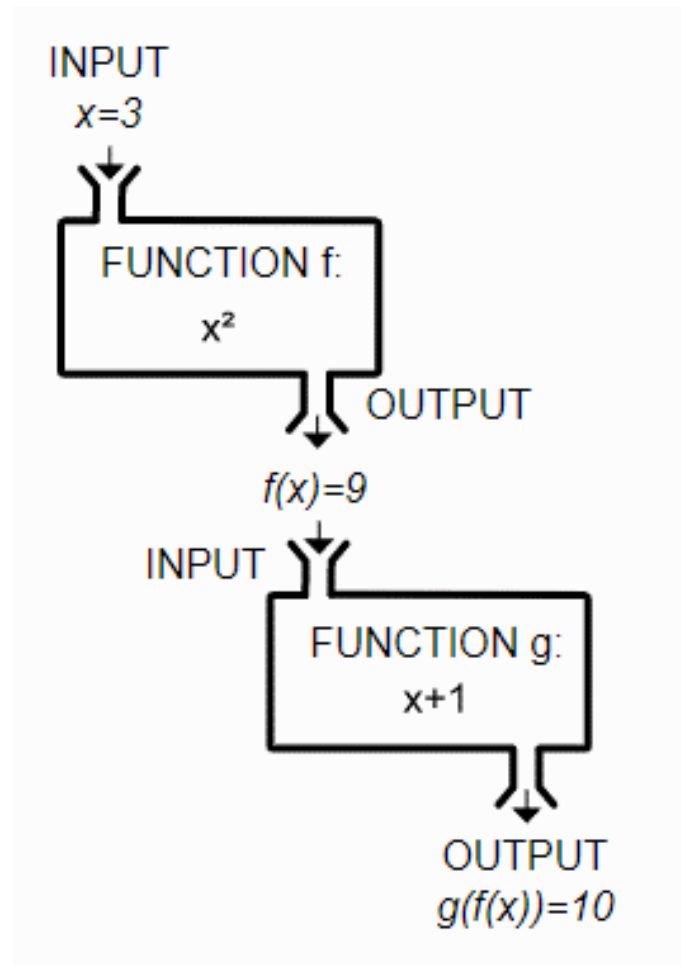 INPUT
x=3
FUNCTION f:
x²
OUTPUT
f(x)=9
INPUT
FUNCTION g:
x+1
OUTPUT
g(f(x))=10